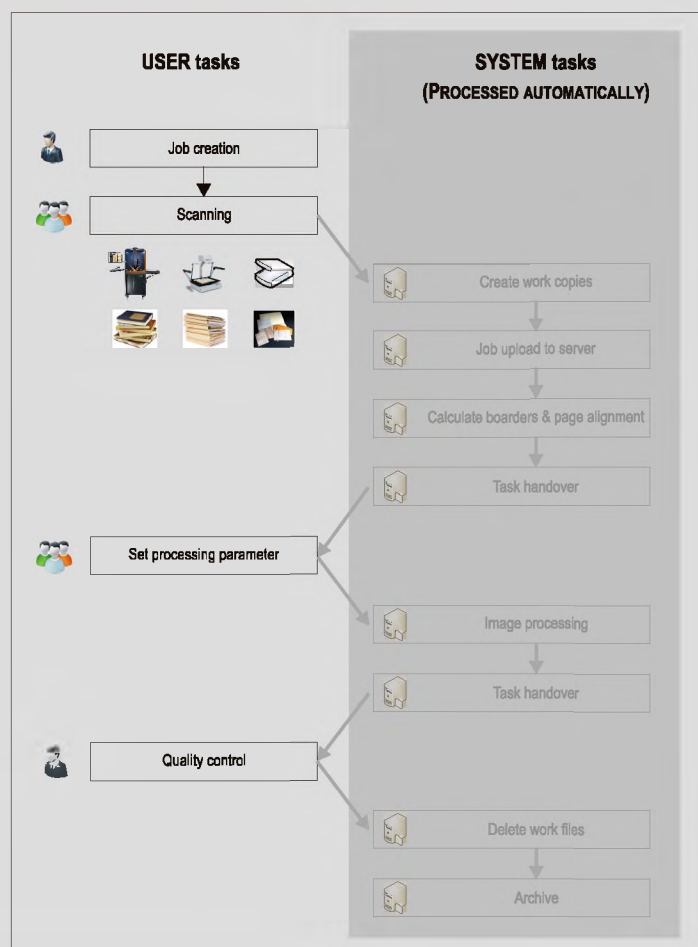 USER tasks
SYSTEM tasks
(PROCESSED AUTOMATICALLY)
Job creation
Scanning
Create work copies
Job upload to server
Calculate boarders & page alignment
Task handover
Set processing parameter
Image processing
Task handover
Quality control
Delete work files
Archive